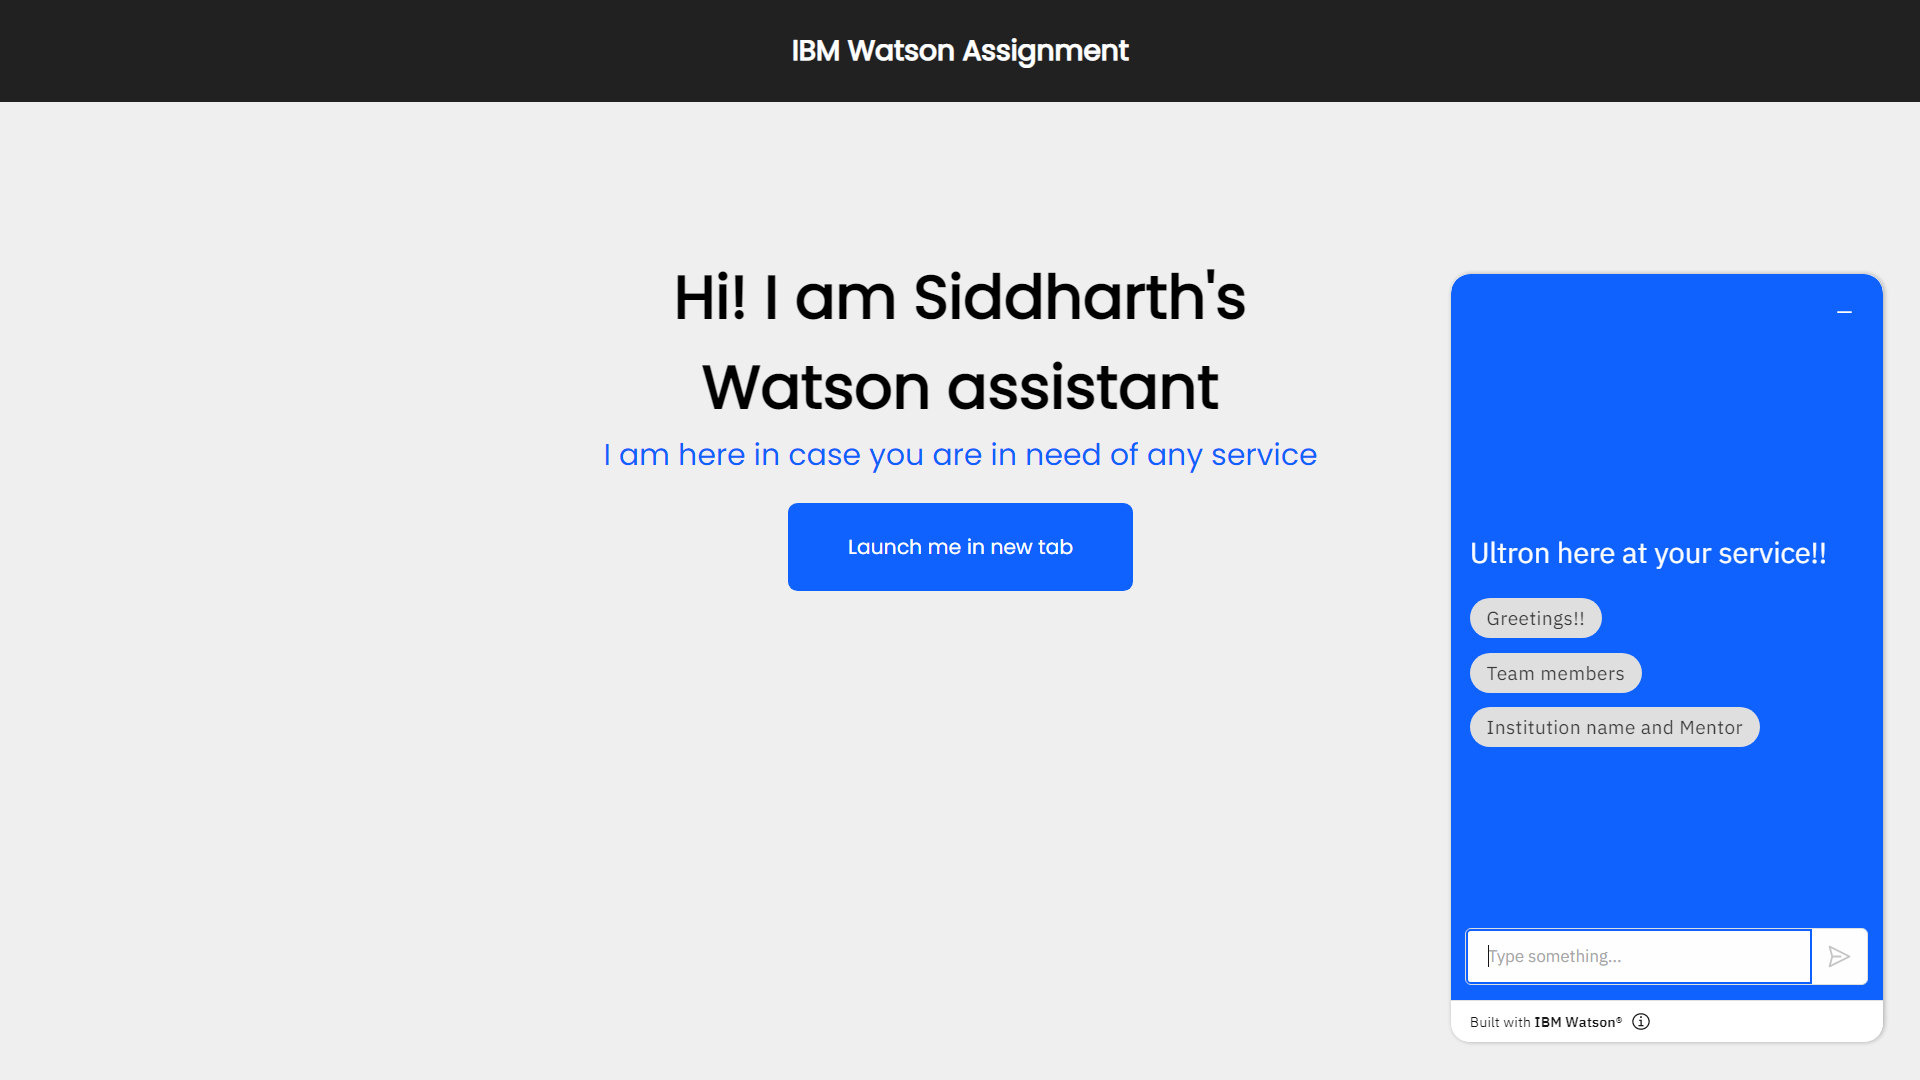 IBM Watson Assignment
Hi! I am Siddharth's
Watson assistant
I am here in case you are in need of any service
Launch me in new tab
Ultron here at your service!!
Greetings!!
Team members
Institution name and Mentor
Type something...
Built with IBM Watson®